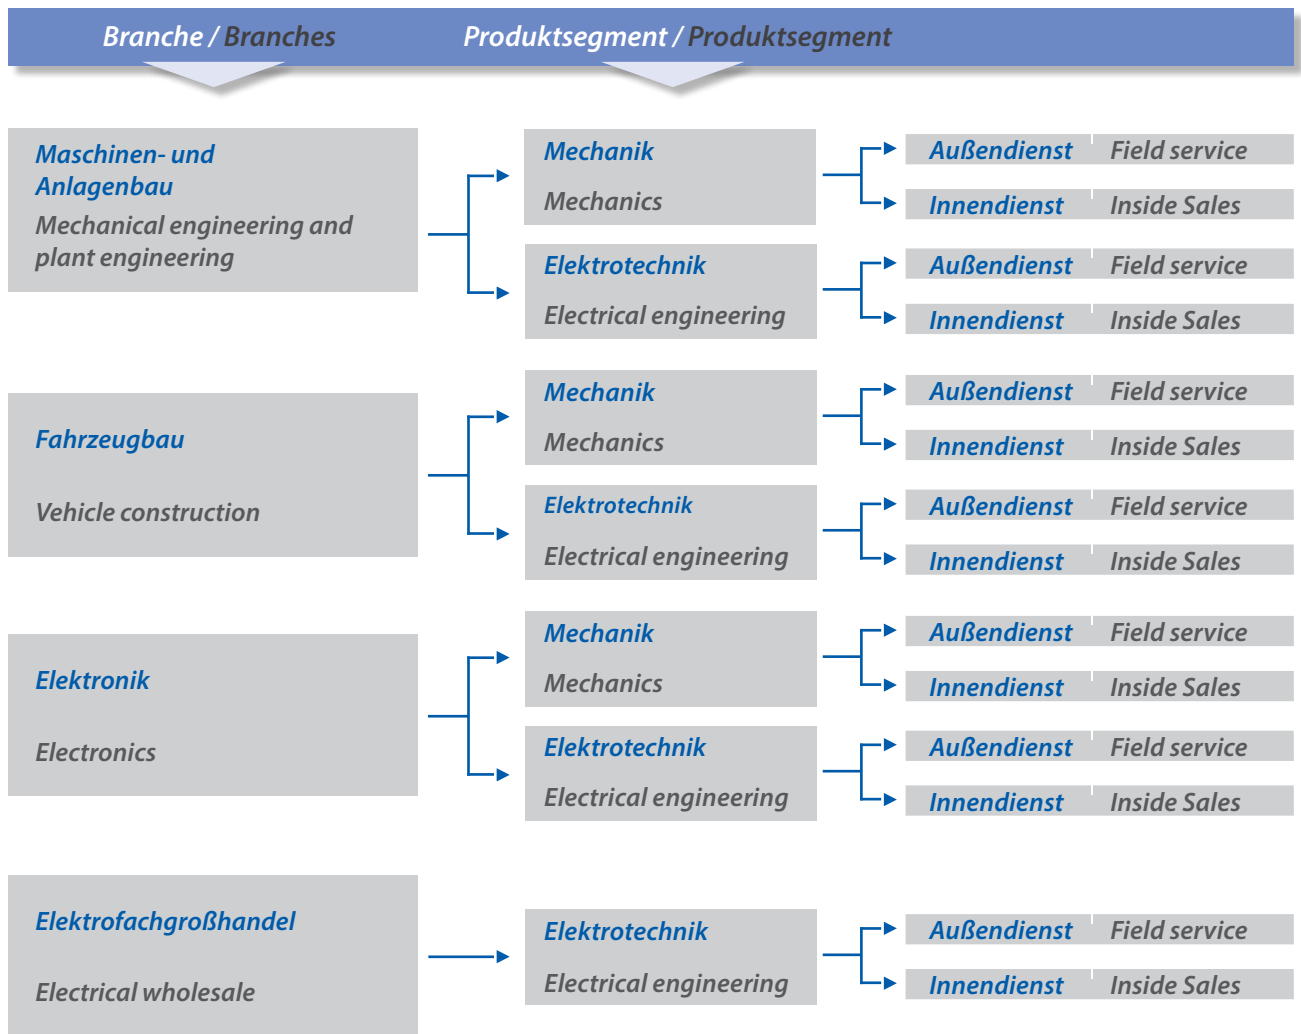 Branche / Branches
Produktsegment / Produktsegment
Maschinen- und
Anlagenbau
Mechanical engineering and
plant engineering
Mechanik
Mechanics
Außendienst Field service
Innendienst Inside Sales
Elektrotechnik
Electrical engineering
Außendienst Field service
Innendienst Inside Sales
Fahrzeugbau
Vehicle construction
Mechanik
Mechanics
Außendienst Field service
Innendienst Inside Sales
Elektrotechnik
Electrical engineering
Außendienst Field service
Innendienst Inside Sales
Elektronik
Electronics
Mechanik
Mechanics
Außendienst Field service
Innendienst Inside Sales
Elektrotechnik
Electrical engineering
Außendienst Field service
Innendienst Inside Sales
Elektrofachgroßhandel
Electrical wholesale
Elektrotechnik
Electrical engineering
Außendienst Field service
Innendienst Inside Sales